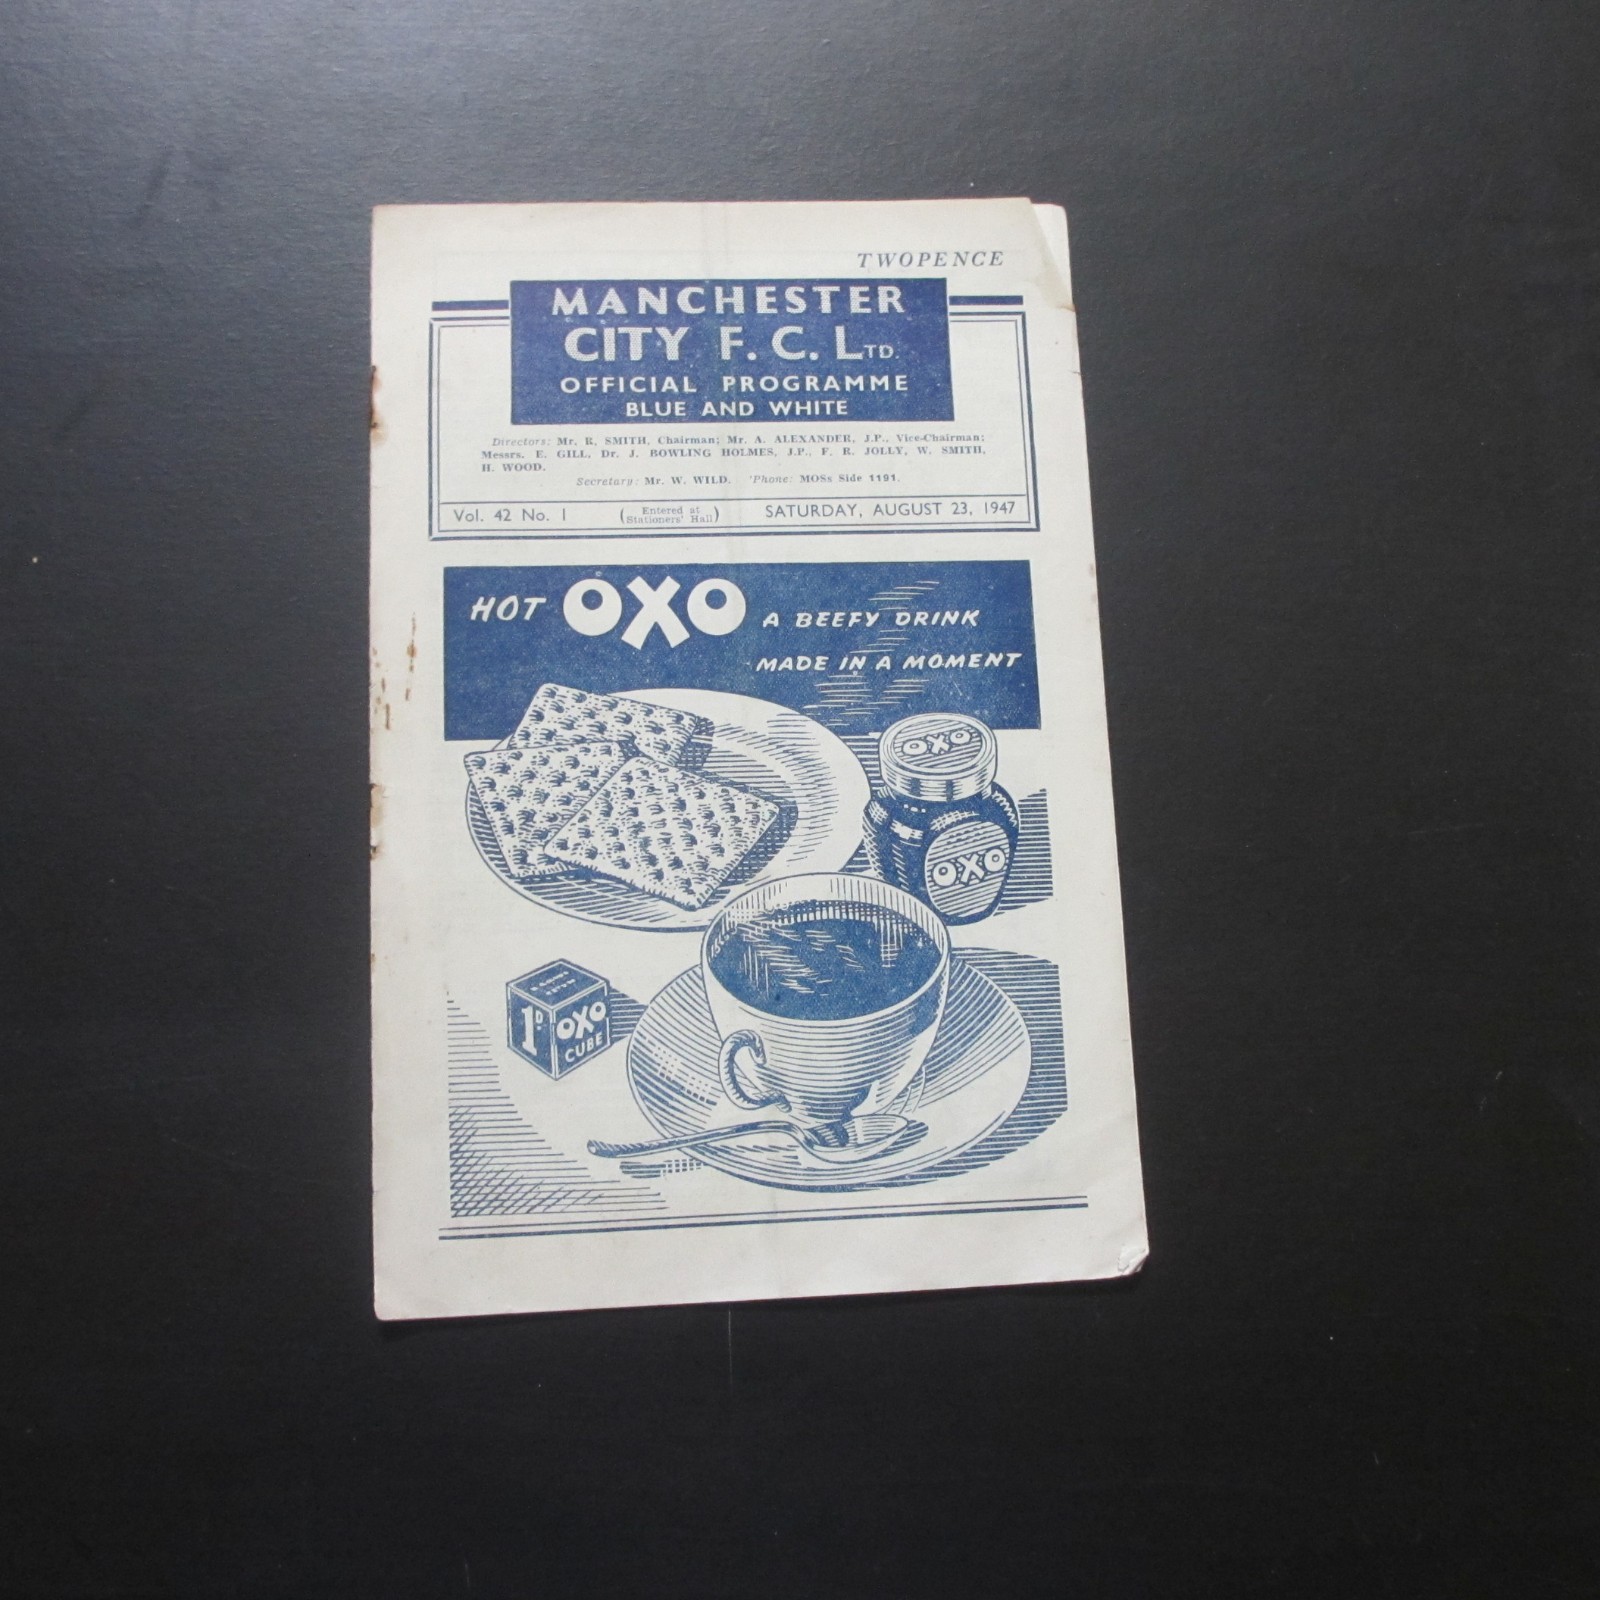 TWOPENCE
MANCHESTER
CITY F. C. LTD.
OFFICIAL PROGRAMME
BLUE AND WHITE
Directors: Mr. R. SMITH, Chairman; Mr. A. ALEXANDER, J.P., Vice-Chairman;
Messrs. E. GILL, Dr. J. BOWLING HOLMES, J.P., F. R. JOLLY, W. SMITH,
H. WOOD.
Secretary: Mr. W. WILD. 'Phone: MOSs Side 1191.
Vol. 42 No. 1 (Entered at Stationers' Hall) SATURDAY, AUGUST 23, 1947
HOT OXO A BEEFY DRINK
MADE IN A MOMENT
OXO
OXO
1D. OXO
CUBE